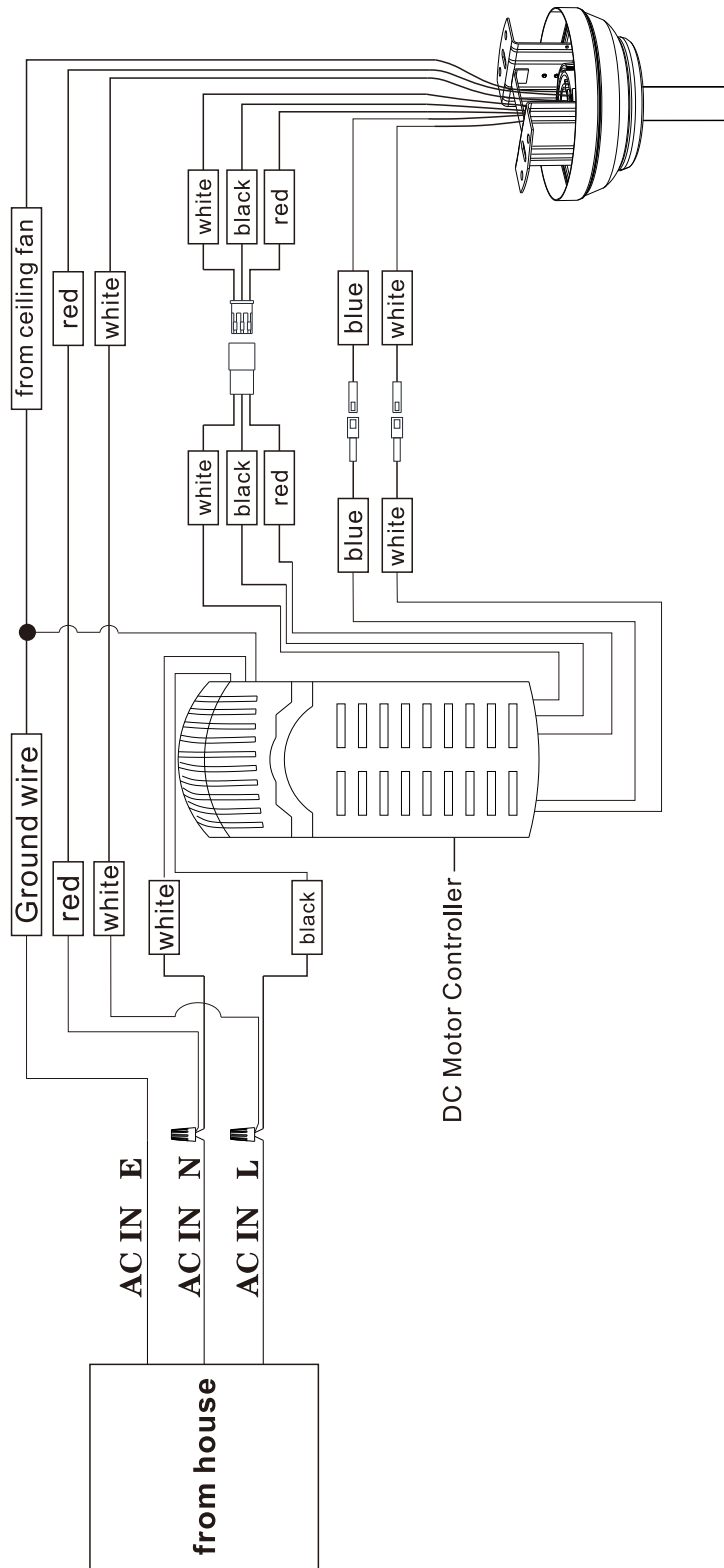 Ground wire
from ceiling fan
red
red
white
white
AC IN E
white
AC IN N
from house
white
white
AC IN L
black
black
red
red
black
blue
blue
white
white
DC Motor Controller